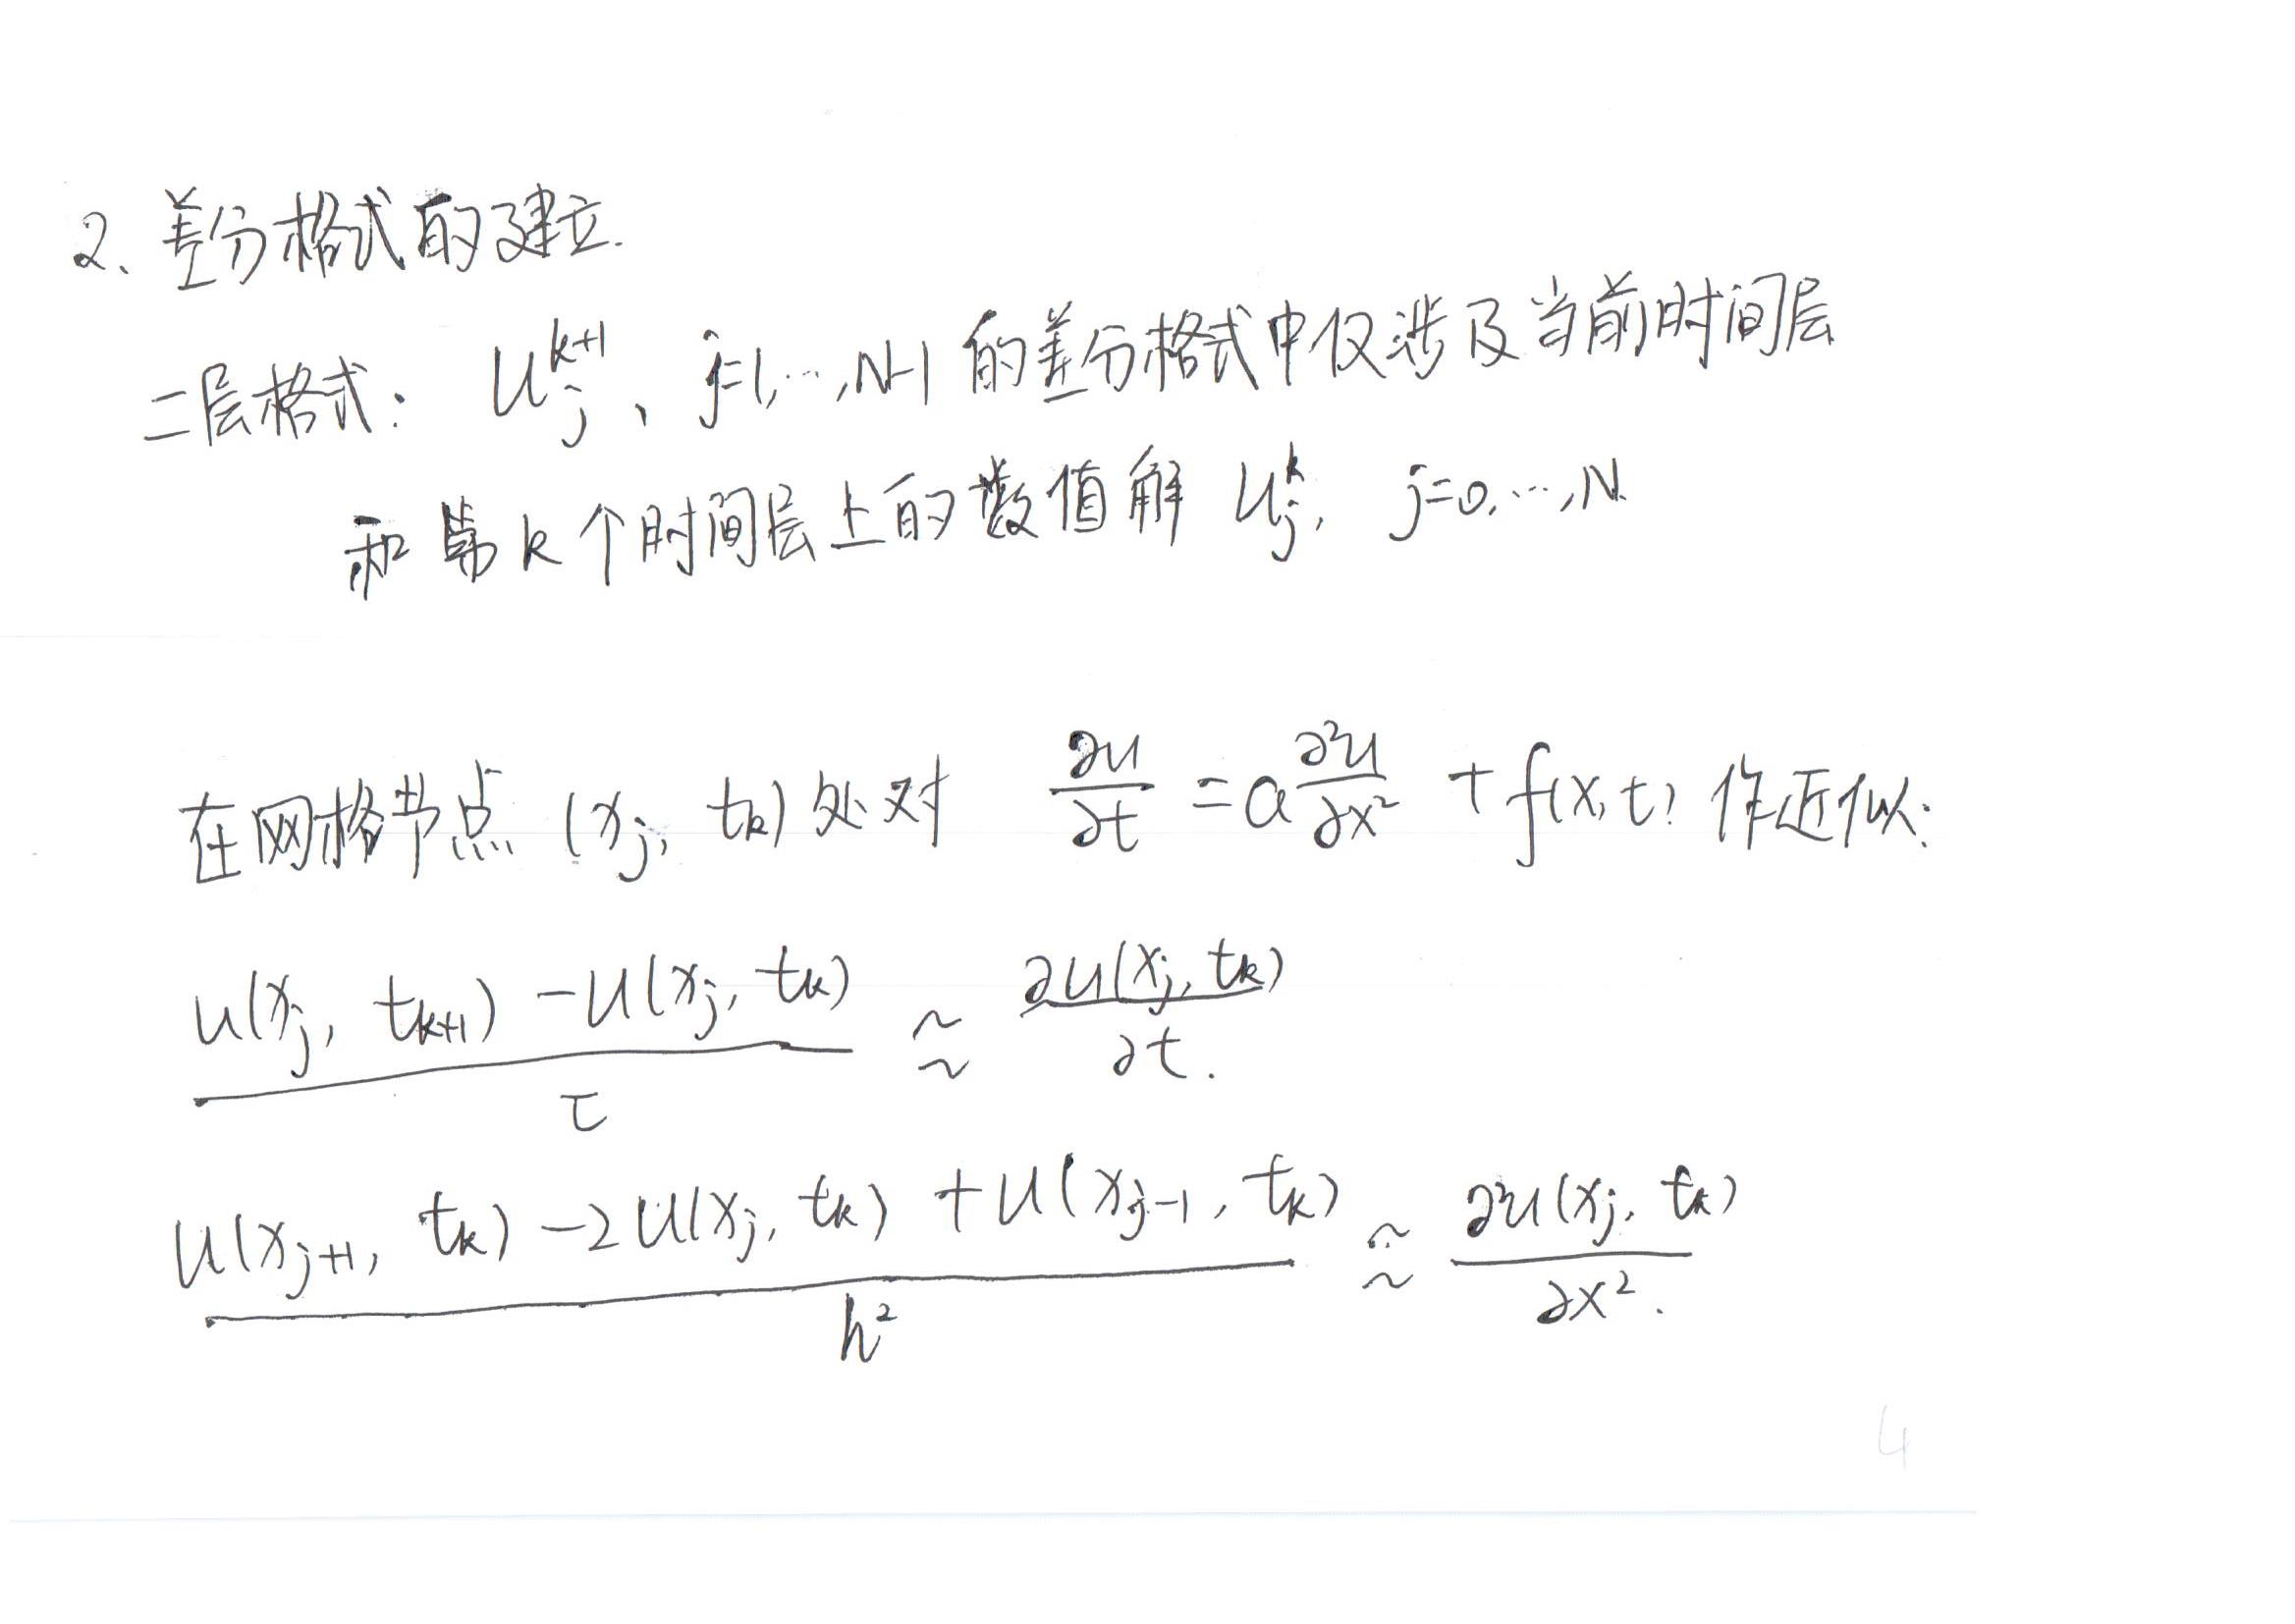 2、差分格式的建立.
二层格式: $u_j^{k+1}$、j=1,…,N-1 的差分格式中仅涉及当前时间层
和第k个时间层上的数值解 $u_j^k$, j=0,…,N.
在网格节点 $(x_j, t_k)$ 处对 $\frac{\partial u}{\partial t} = a\frac{\partial^2 u}{\partial x^2} + f(x,t)$ 作近似:
$\frac{u(x_j, t_{k+1}) - u(x_j, t_k)}{\tau} \approx \frac{\partial u(x_j, t_k)}{\partial t}$.
$\frac{u(x_{j+1}, t_k) - 2u(x_j, t_k) + u(x_{j-1}, t_k)}{h^2} \approx \frac{\partial^2 u(x_j, t_k)}{\partial x^2}$.
4